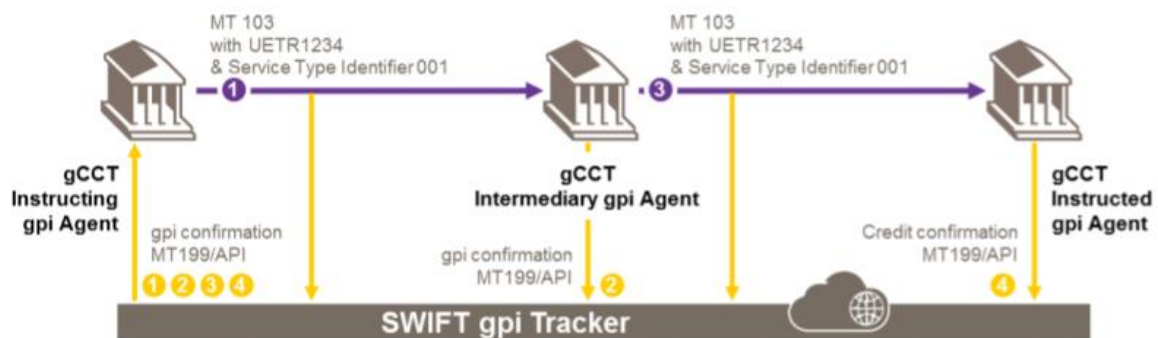 MT 103
with UETR1234
& Service Type Identifier 001
1
MT 103
with UETR1234
& Service Type Identifier 001
3
gCCT
Instructing
gpi Agent
gCCT
Intermediary gpi Agent
gCCT
Instructed
gpi Agent
gpi confirmation
MT199/API
1 2 3 4
gpi confirmation
MT199/API
2
Credit confirmation
MT199/API
4
SWIFT gpi Tracker